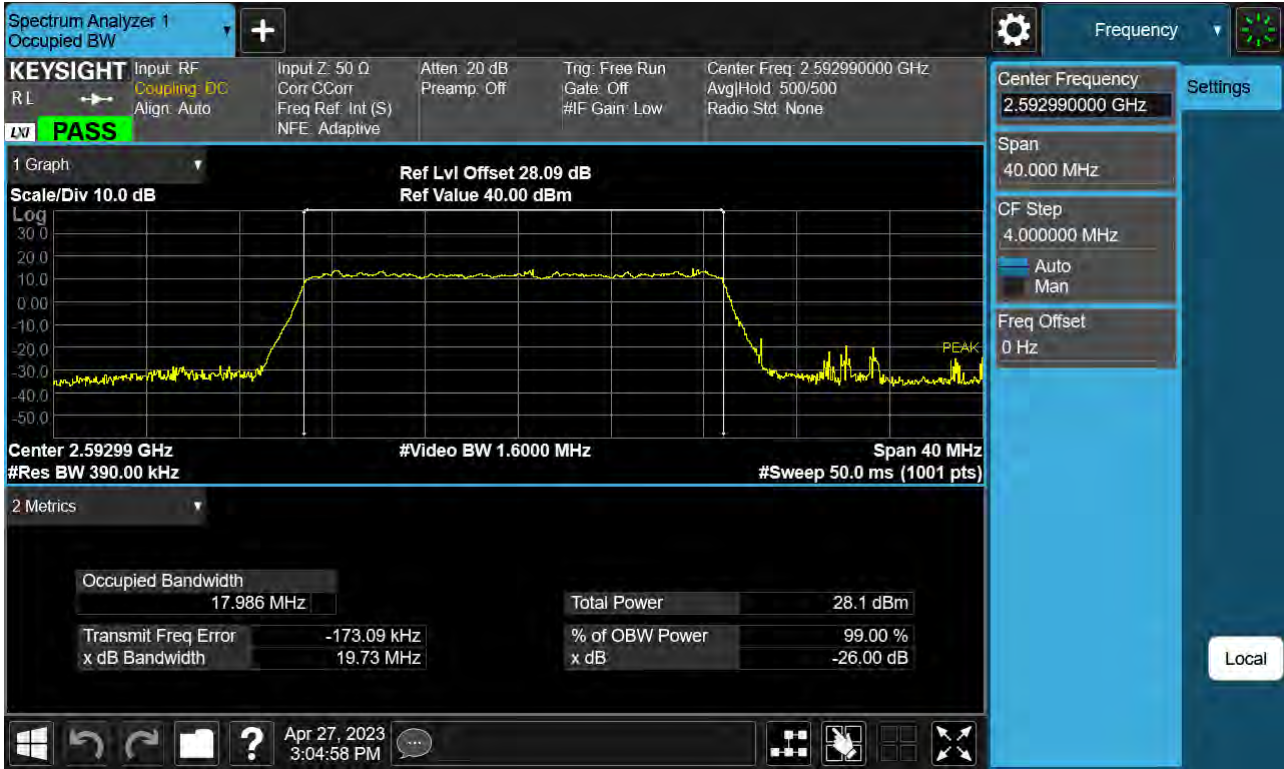 Spectrum Analyzer 1
Occupied BW
Frequency
KEYSIGHT
R L
LXI
PASS
Input: RF
Coupling: DC
Align: Auto
Input Z: 50 Ω
Corr CCorr
Freq Ref: Int (S)
NFE: Adaptive
Atten: 20 dB
Preamp: Off
Trig: Free Run
Gate: Off
#IF Gain: Low
Center Freq: 2.592990000 GHz
Avg|Hold: 500/500
Radio Std: None
1 Graph
Scale/Div 10.0 dB
Ref Lvl Offset 28.09 dB
Ref Value 40.00 dBm
Log
30.0
20.0
10.0
0.00
-10.0
-20.0
-30.0
-40.0
-50.0
PEAK
Center 2.59299 GHz
#Video BW 1.6000 MHz
Span 40 MHz
#Res BW 390.00 kHz
#Sweep 50.0 ms (1001 pts)
2 Metrics
Occupied Bandwidth
17.986 MHz
Total Power 28.1 dBm
Transmit Freq Error -173.09 kHz
% of OBW Power 99.00 %
x dB Bandwidth 19.73 MHz
x dB -26.00 dB
Center Frequency
2.592990000 GHz
Settings
Span
40.000 MHz
CF Step
4.000000 MHz
Auto
Man
Freq Offset
0 Hz
Local
?
Apr 27, 2023
3:04:58 PM